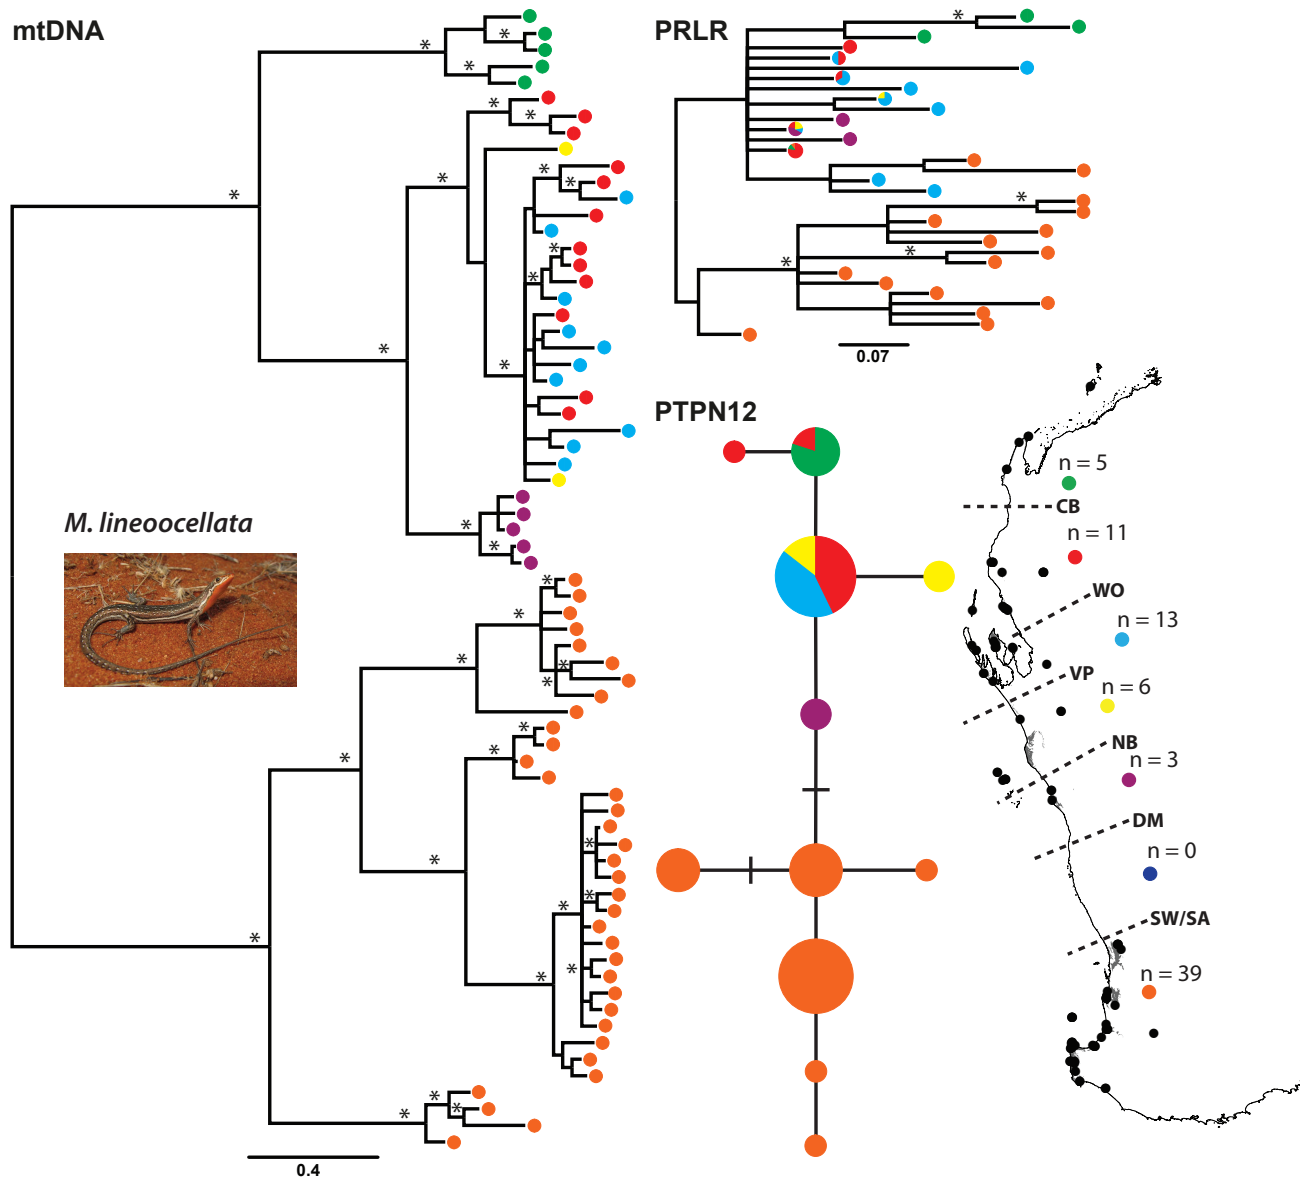 mtDNA
PRLR
0.07
PTPN12
M. lineoocellata
n = 5
CB
n = 11
WO
n = 13
VP
n = 6
NB
n = 3
DM
n = 0
SW/SA
n = 39
0.4